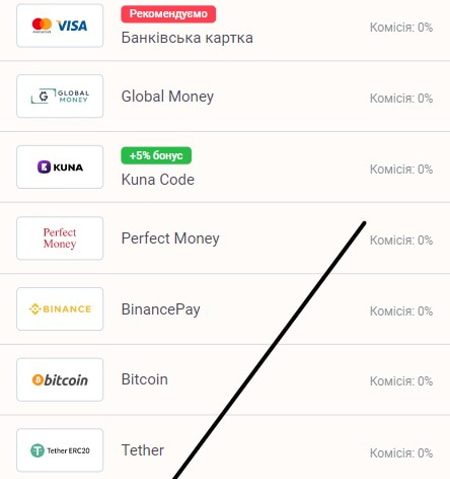 VISA
Рекомендуємо
Банківська картка
Комісія: 0%
GLOBAL
MONEY
Global Money
Комісія: 0%
KUNA
+5% бонус
Kuna Code
Комісія: 0%
Perfect
Money
Perfect Money
Комісія: 0%
BINANCE
BinancePay
Комісія: 0%
bitcoin
Bitcoin
Комісія: 0%
Tether ERC20
Tether
Комісія: 0%